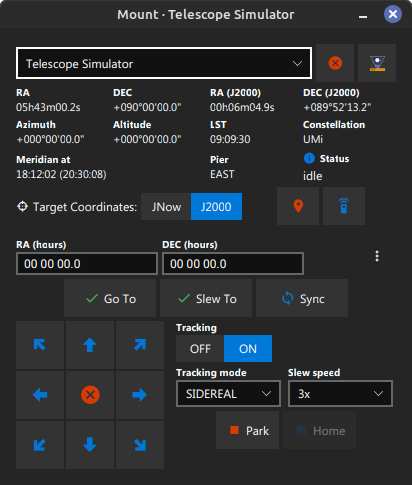 Mount · Telescope Simulator
Telescope Simulator
RA DEC RA (J2000) DEC (J2000)
05h43m00.2s +090°00'00.0" 00h06m04.9s +089°52'13.2"
Azimuth Altitude LST Constellation
+000°00'00.0" +000°00'00.0" 09:09:30 UMi
Meridian at Pier Status
18:12:02 (20:30:08) EAST idle
Target Coordinates: JNow J2000
RA (hours) DEC (hours)
00 00 00.0 00 00 00.0
Go To Slew To Sync
Tracking
OFF ON
Tracking mode Slew speed
SIDEREAL 3x
Park Home